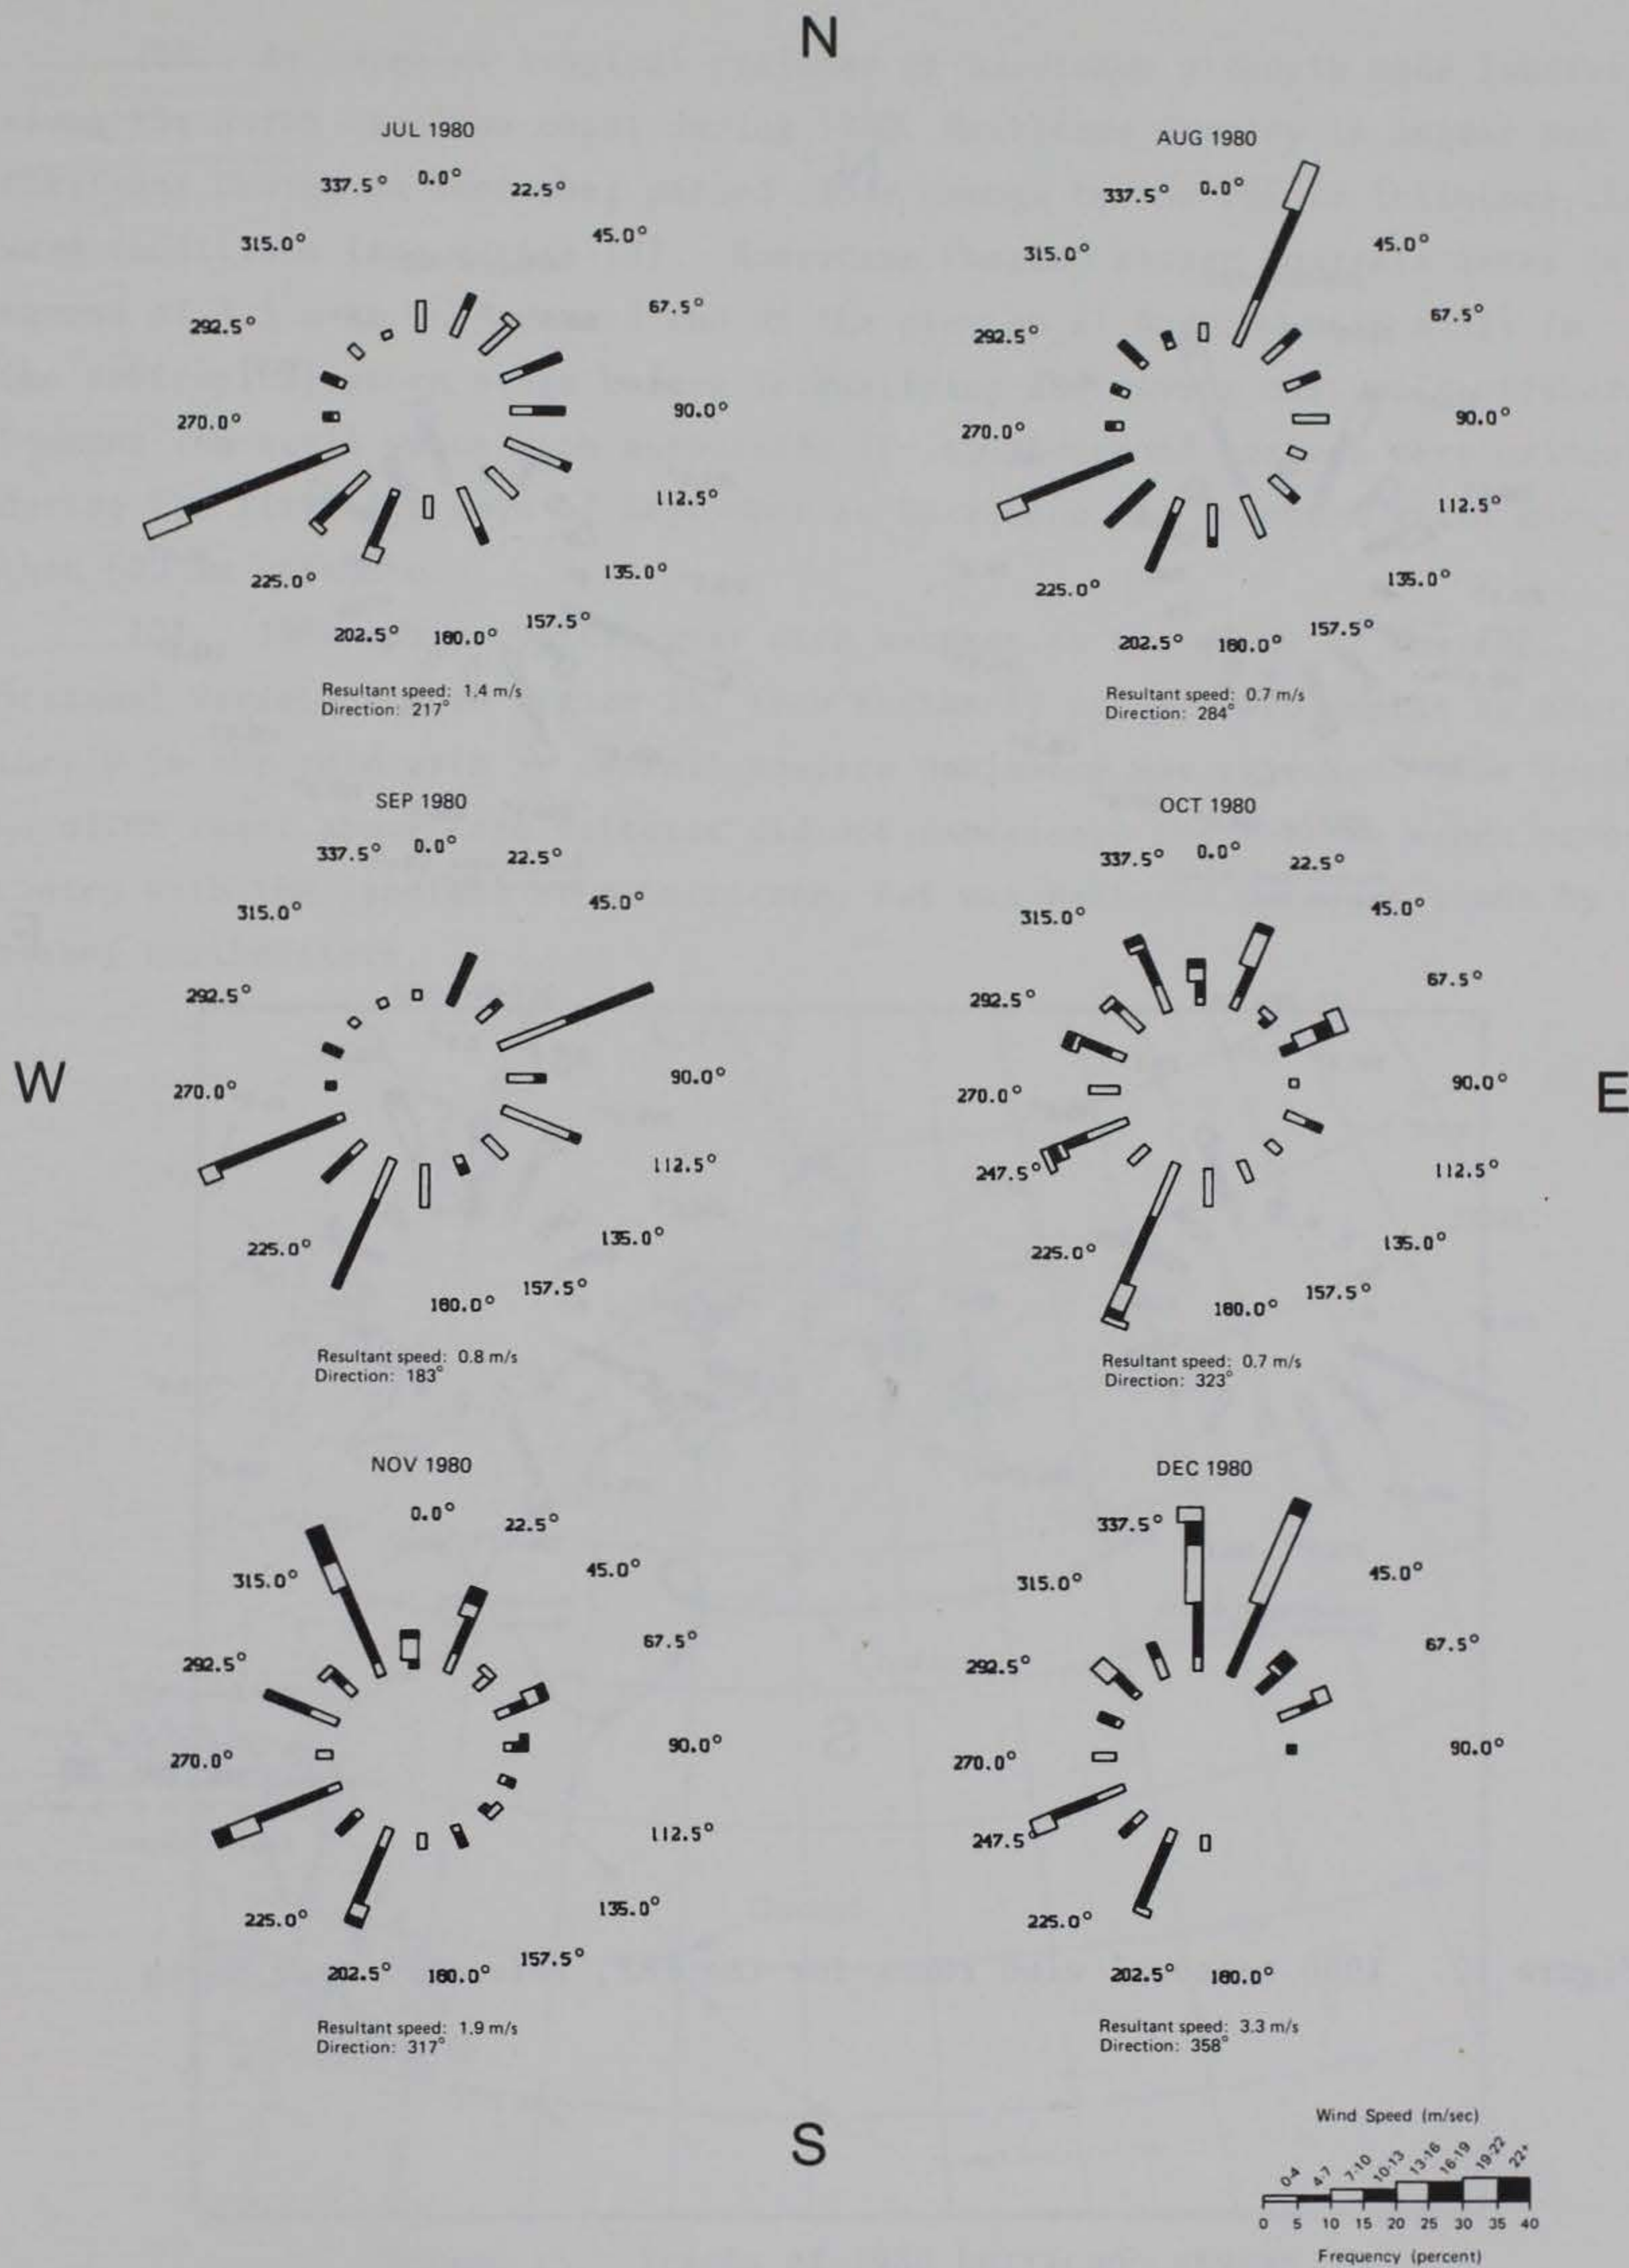 N
JUL 1980
337.5° 0.0° 22.5°
315.0° 45.0°
292.5° 67.5°
270.0° 90.0°
112.5°
225.0° 135.0°
202.5° 180.0° 157.5°
Resultant speed: 1.4 m/s
Direction: 217°
AUG 1980
337.5° 0.0°
315.0° 45.0°
292.5° 67.5°
270.0° 90.0°
112.5°
225.0° 135.0°
202.5° 180.0° 157.5°
Resultant speed: 0.7 m/s
Direction: 284°
SEP 1980
337.5° 0.0° 22.5°
315.0° 45.0°
292.5°
W
270.0° 90.0°
112.5°
225.0° 135.0°
180.0° 157.5°
Resultant speed: 0.8 m/s
Direction: 183°
OCT 1980
337.5° 0.0° 22.5°
315.0° 45.0°
292.5° 67.5°
270.0° 90.0°
E
247.5° 112.5°
225.0° 135.0°
180.0° 157.5°
Resultant speed: 0.7 m/s
Direction: 323°
NOV 1980
0.0° 22.5°
315.0° 45.0°
292.5° 67.5°
270.0° 90.0°
112.5°
225.0° 135.0°
202.5° 180.0° 157.5°
Resultant speed: 1.9 m/s
Direction: 317°
DEC 1980
337.5°
315.0° 45.0°
292.5° 67.5°
270.0° 90.0°
247.5°
225.0°
202.5° 180.0°
Resultant speed: 3.3 m/s
Direction: 358°
S
Wind Speed (m/sec)
0-4 4-7 7-10 10-13 13-16 16-19 19-22 22+
0 5 10 15 20 25 30 35 40
Frequency (percent)